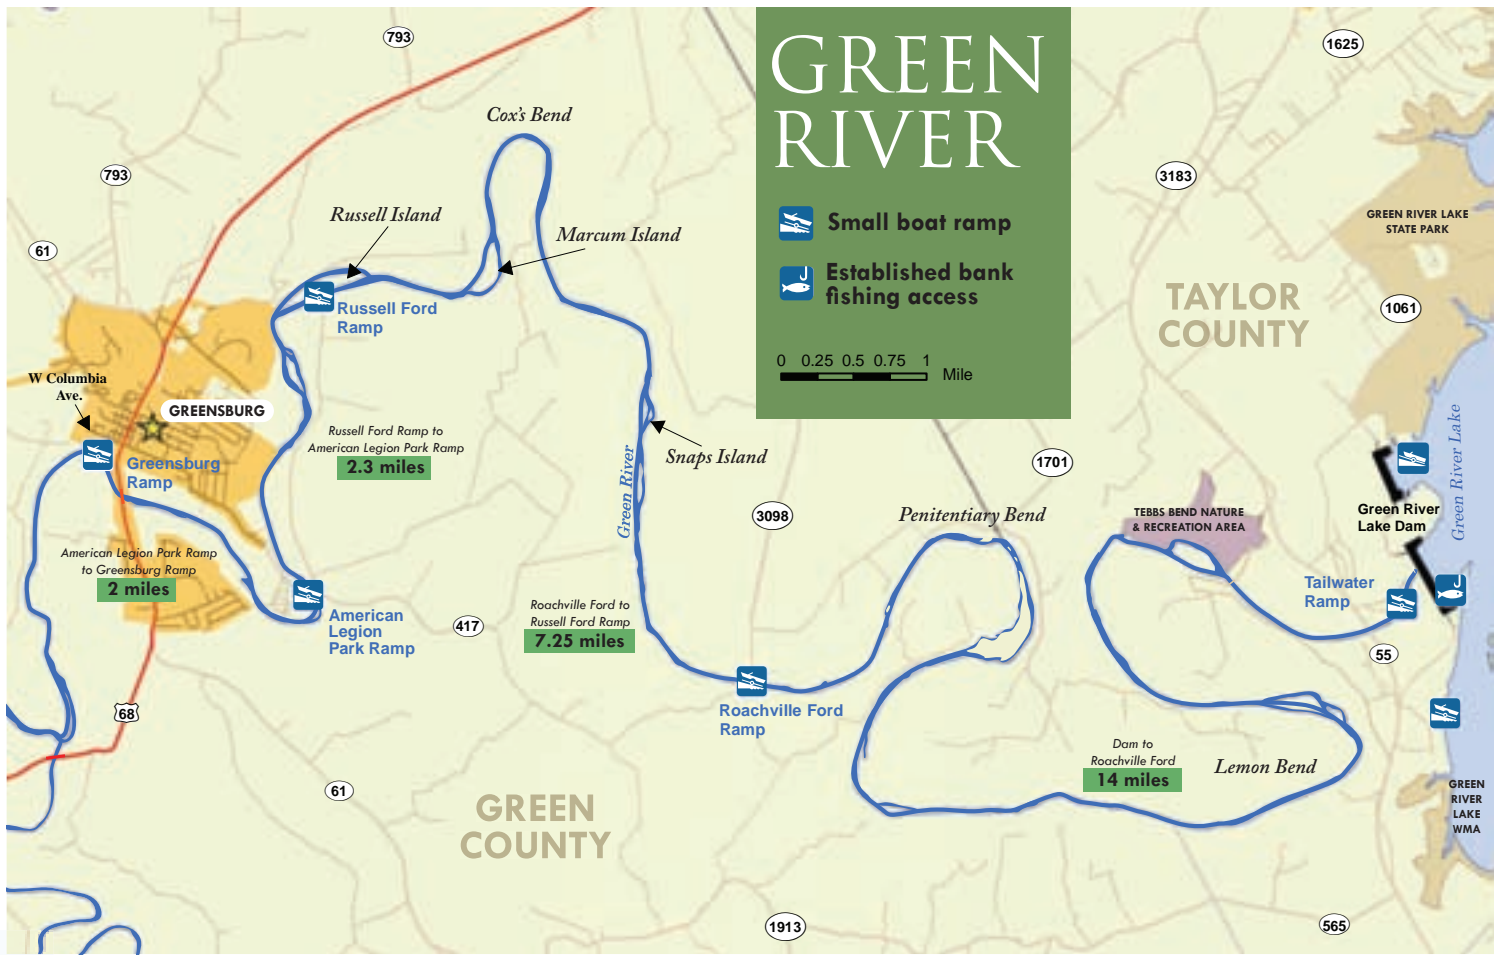 GREEN
RIVER
Small boat ramp
Established bank
fishing access
0 0.25 0.5 0.75 1
Mile
793
1625
Cox's Bend
793
3183
Russell Island
GREEN RIVER LAKE
STATE PARK
Marcum Island
61
TAYLOR
COUNTY
1061
Russell Ford
Ramp
W Columbia
Ave.
GREENSBURG
Russell Ford Ramp to
American Legion Park Ramp
2.3 miles
Snaps Island
Green River
Green River Lake
1701
Greensburg
Ramp
3098
Penitentiary Bend
TEBBS BEND NATURE
& RECREATION AREA
Green River
Lake Dam
American Legion Park Ramp
to Greensburg Ramp
2 miles
Tailwater
Ramp
American
Legion
Park Ramp
417
Roachville Ford to
Russell Ford Ramp
7.25 miles
55
68
Roachville Ford
Ramp
Dam to
Roachville Ford
14 miles
Lemon Bend
61
GREEN
COUNTY
GREEN
RIVER
LAKE
WMA
1913
565